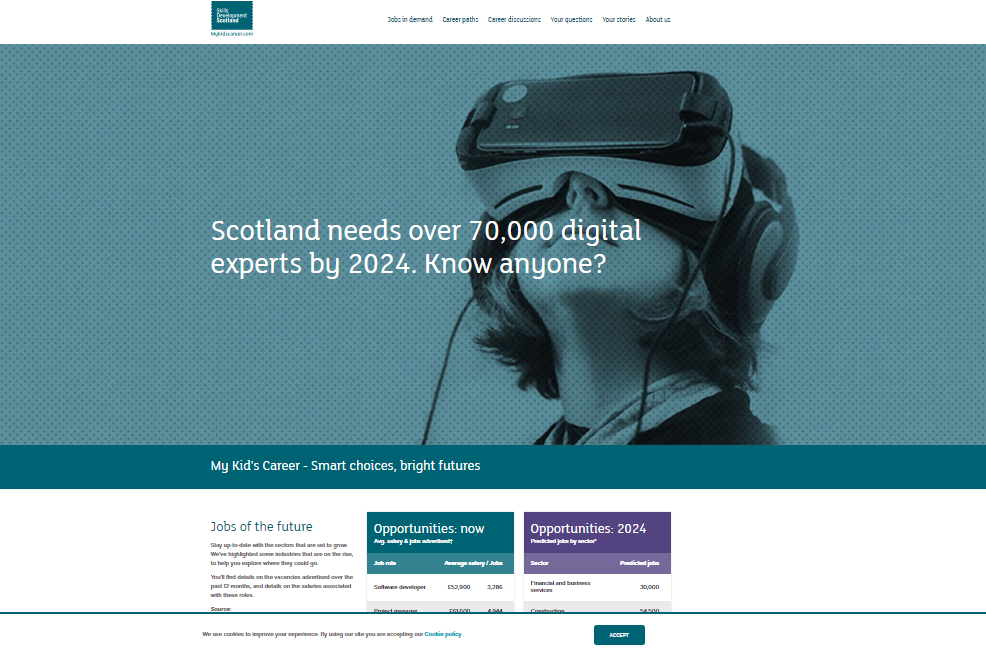 Skills
Development
Scotland
Mykidscareer.com
Jobs in demand Career paths Career discussions Your questions Your stories About us
Scotland needs over 70,000 digital
experts by 2024. Know anyone?
My Kid's Career - Smart choices, bright futures
Jobs of the future
Stay up-to-date with the sectors that are set to grow.
We've highlighted some industries that are on the rise,
to help you explore where they could go.
You'll find details on the vacancies advertised over the
past 12 months, and details on the salaries associated
with these roles.
Source:
Opportunities: now
Avg. salary & jobs advertised†
Job role Average salary / Jobs
Software developer £52,900 3,286
Project manager £61,600 4,944
Opportunities: 2024
Predicted jobs by sector*
Sector Predicted jobs
Financial and business
services 30,000
Construction 54,500
We use cookies to improve your experience. By using our site you are accepting our Cookie policy
ACCEPT